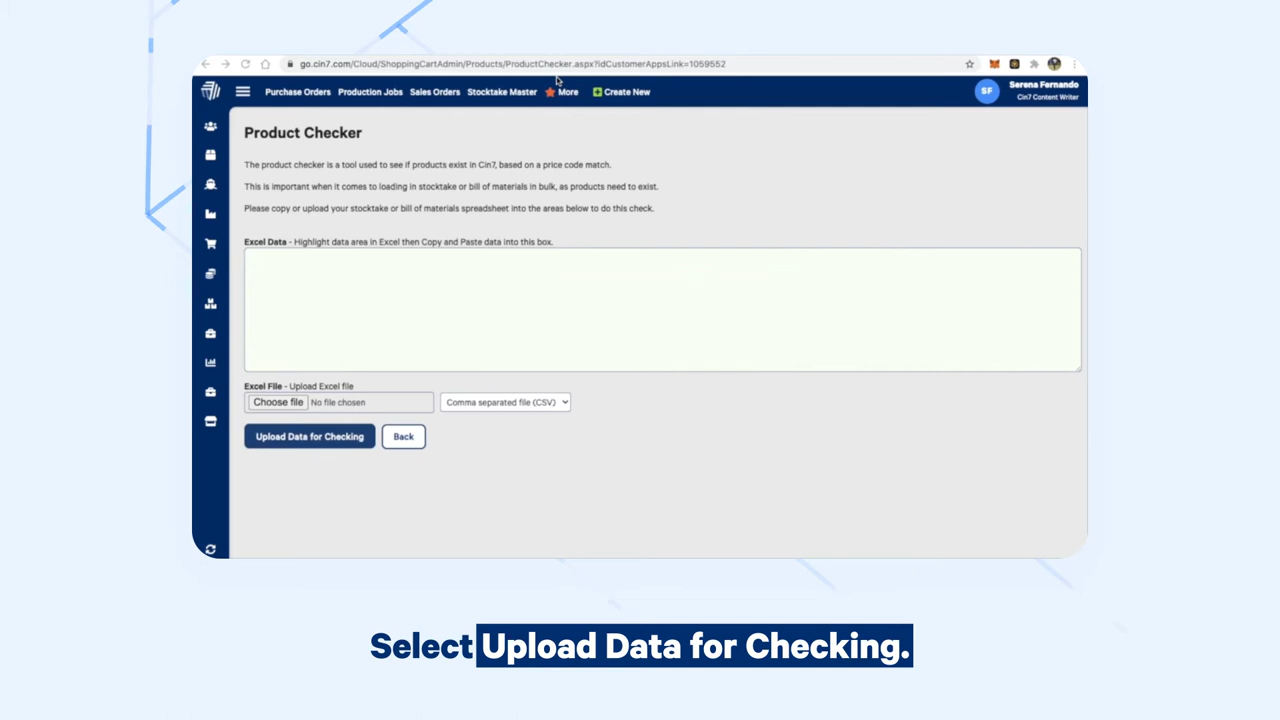 go.cin7.com/Cloud/ShoppingCartAdmin/Products/ProductChecker.aspx?idCustomerAppsLink=1059552
Purchase Orders Production Jobs Sales Orders Stocktake Master More Create New
SF
Serena Fernando
Cin7 Content Writer
Product Checker
The product checker is a tool used to see if products exist in Cin7, based on a price code match.
This is important when it comes to loading in stocktake or bill of materials in bulk, as products need to exist.
Please copy or upload your stocktake or bill of materials spreadsheet into the areas below to do this check.
Excel Data - Highlight data area in Excel then Copy and Paste data into this box.
Excel File - Upload Excel file
Choose file No file chosen Comma separated file (CSV)
Upload Data for Checking Back
Select Upload Data for Checking.